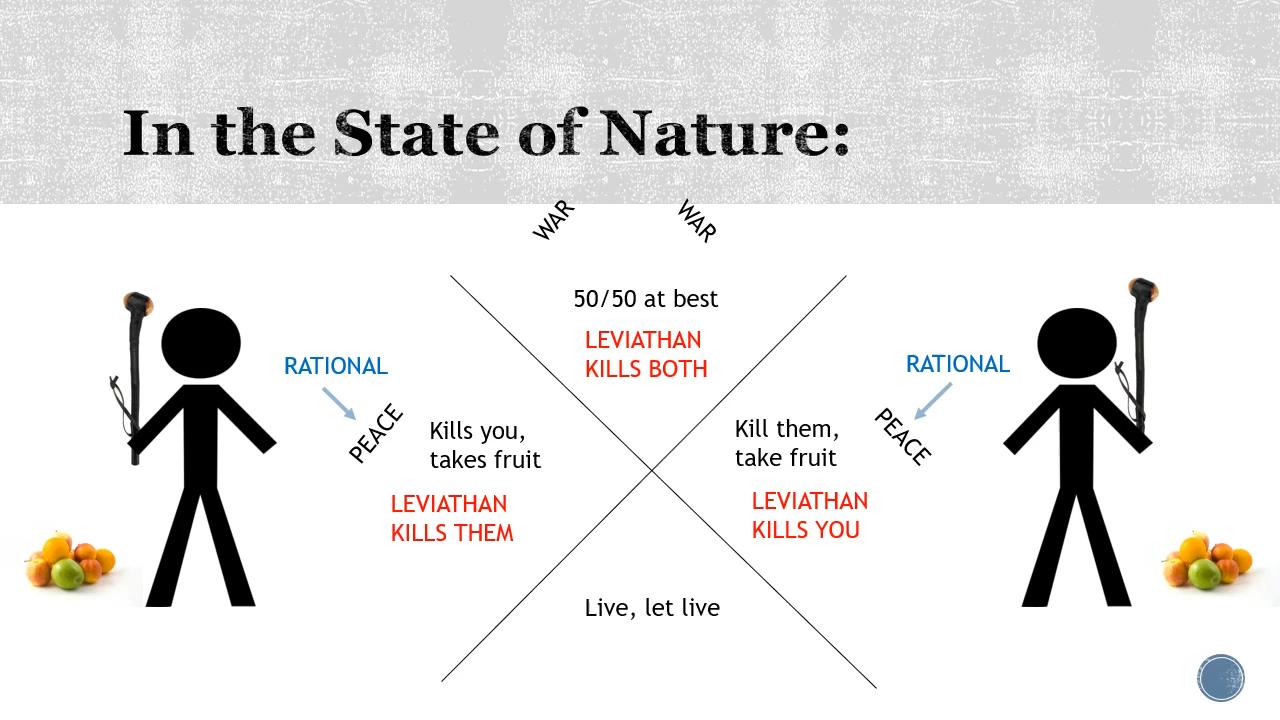 In the State of Nature:
WAR
WAR
50/50 at best
LEVIATHAN
KILLS BOTH
RATIONAL
PEACE
Kills you,
takes fruit
LEVIATHAN
KILLS THEM
RATIONAL
PEACE
Kill them,
take fruit
LEVIATHAN
KILLS YOU
Live, let live